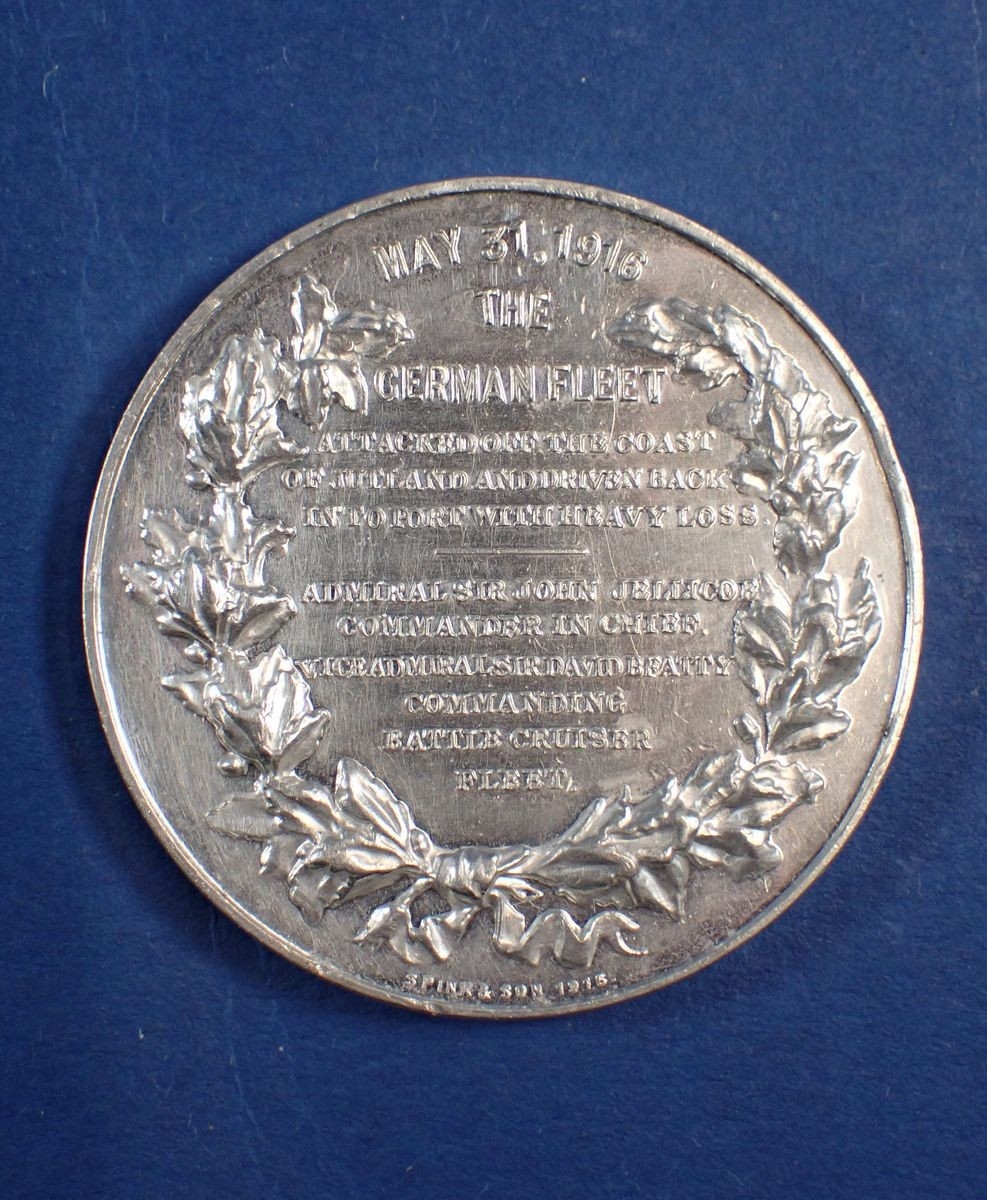 MAY 31. 1916
THE
GERMAN FLEET
ATTACKED OFF THE COAST
OF JUTLAND AND DRIVEN BACK
INTO PORT WITH HEAVY LOSS.
ADMIRAL SIR JOHN JELLICOE
COMMANDER IN CHIEF.
VICE ADMIRAL SIR DAVID BEATTY
COMMANDING
BATTLE CRUISER
FLEET.
SPINK & SON 1916.